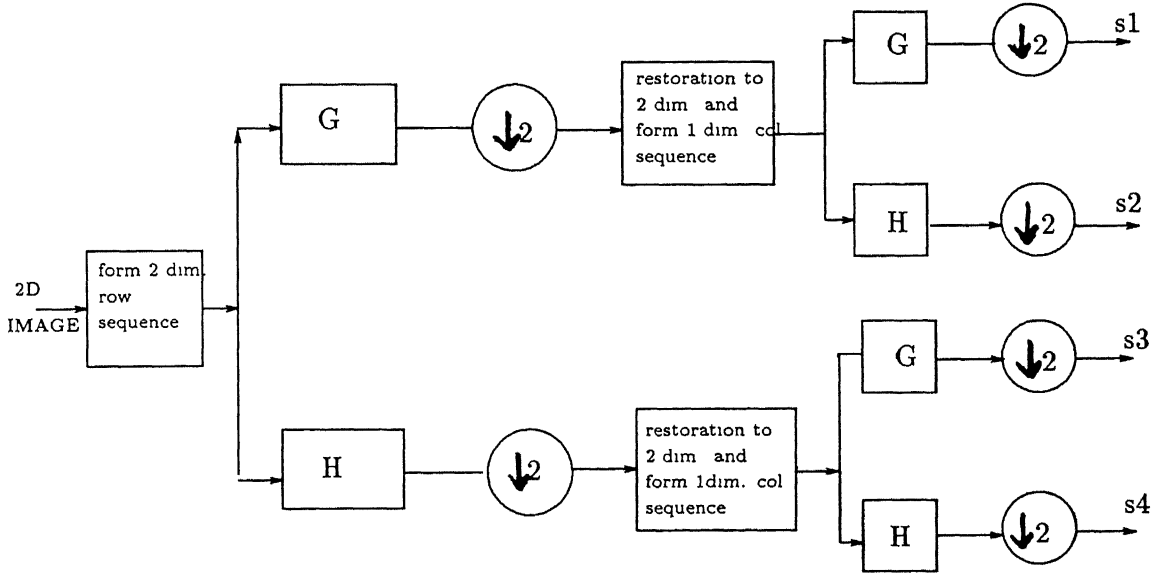 2D
IMAGE
form 2 dim.
row
sequence
G
↓2
restoration to
2 dim and
form 1 dim col
sequence
G
↓2
s1
H
↓2
s2
H
↓2
restoration to
2 dim and
form 1dim. col
sequence
G
↓2
s3
H
↓2
s4